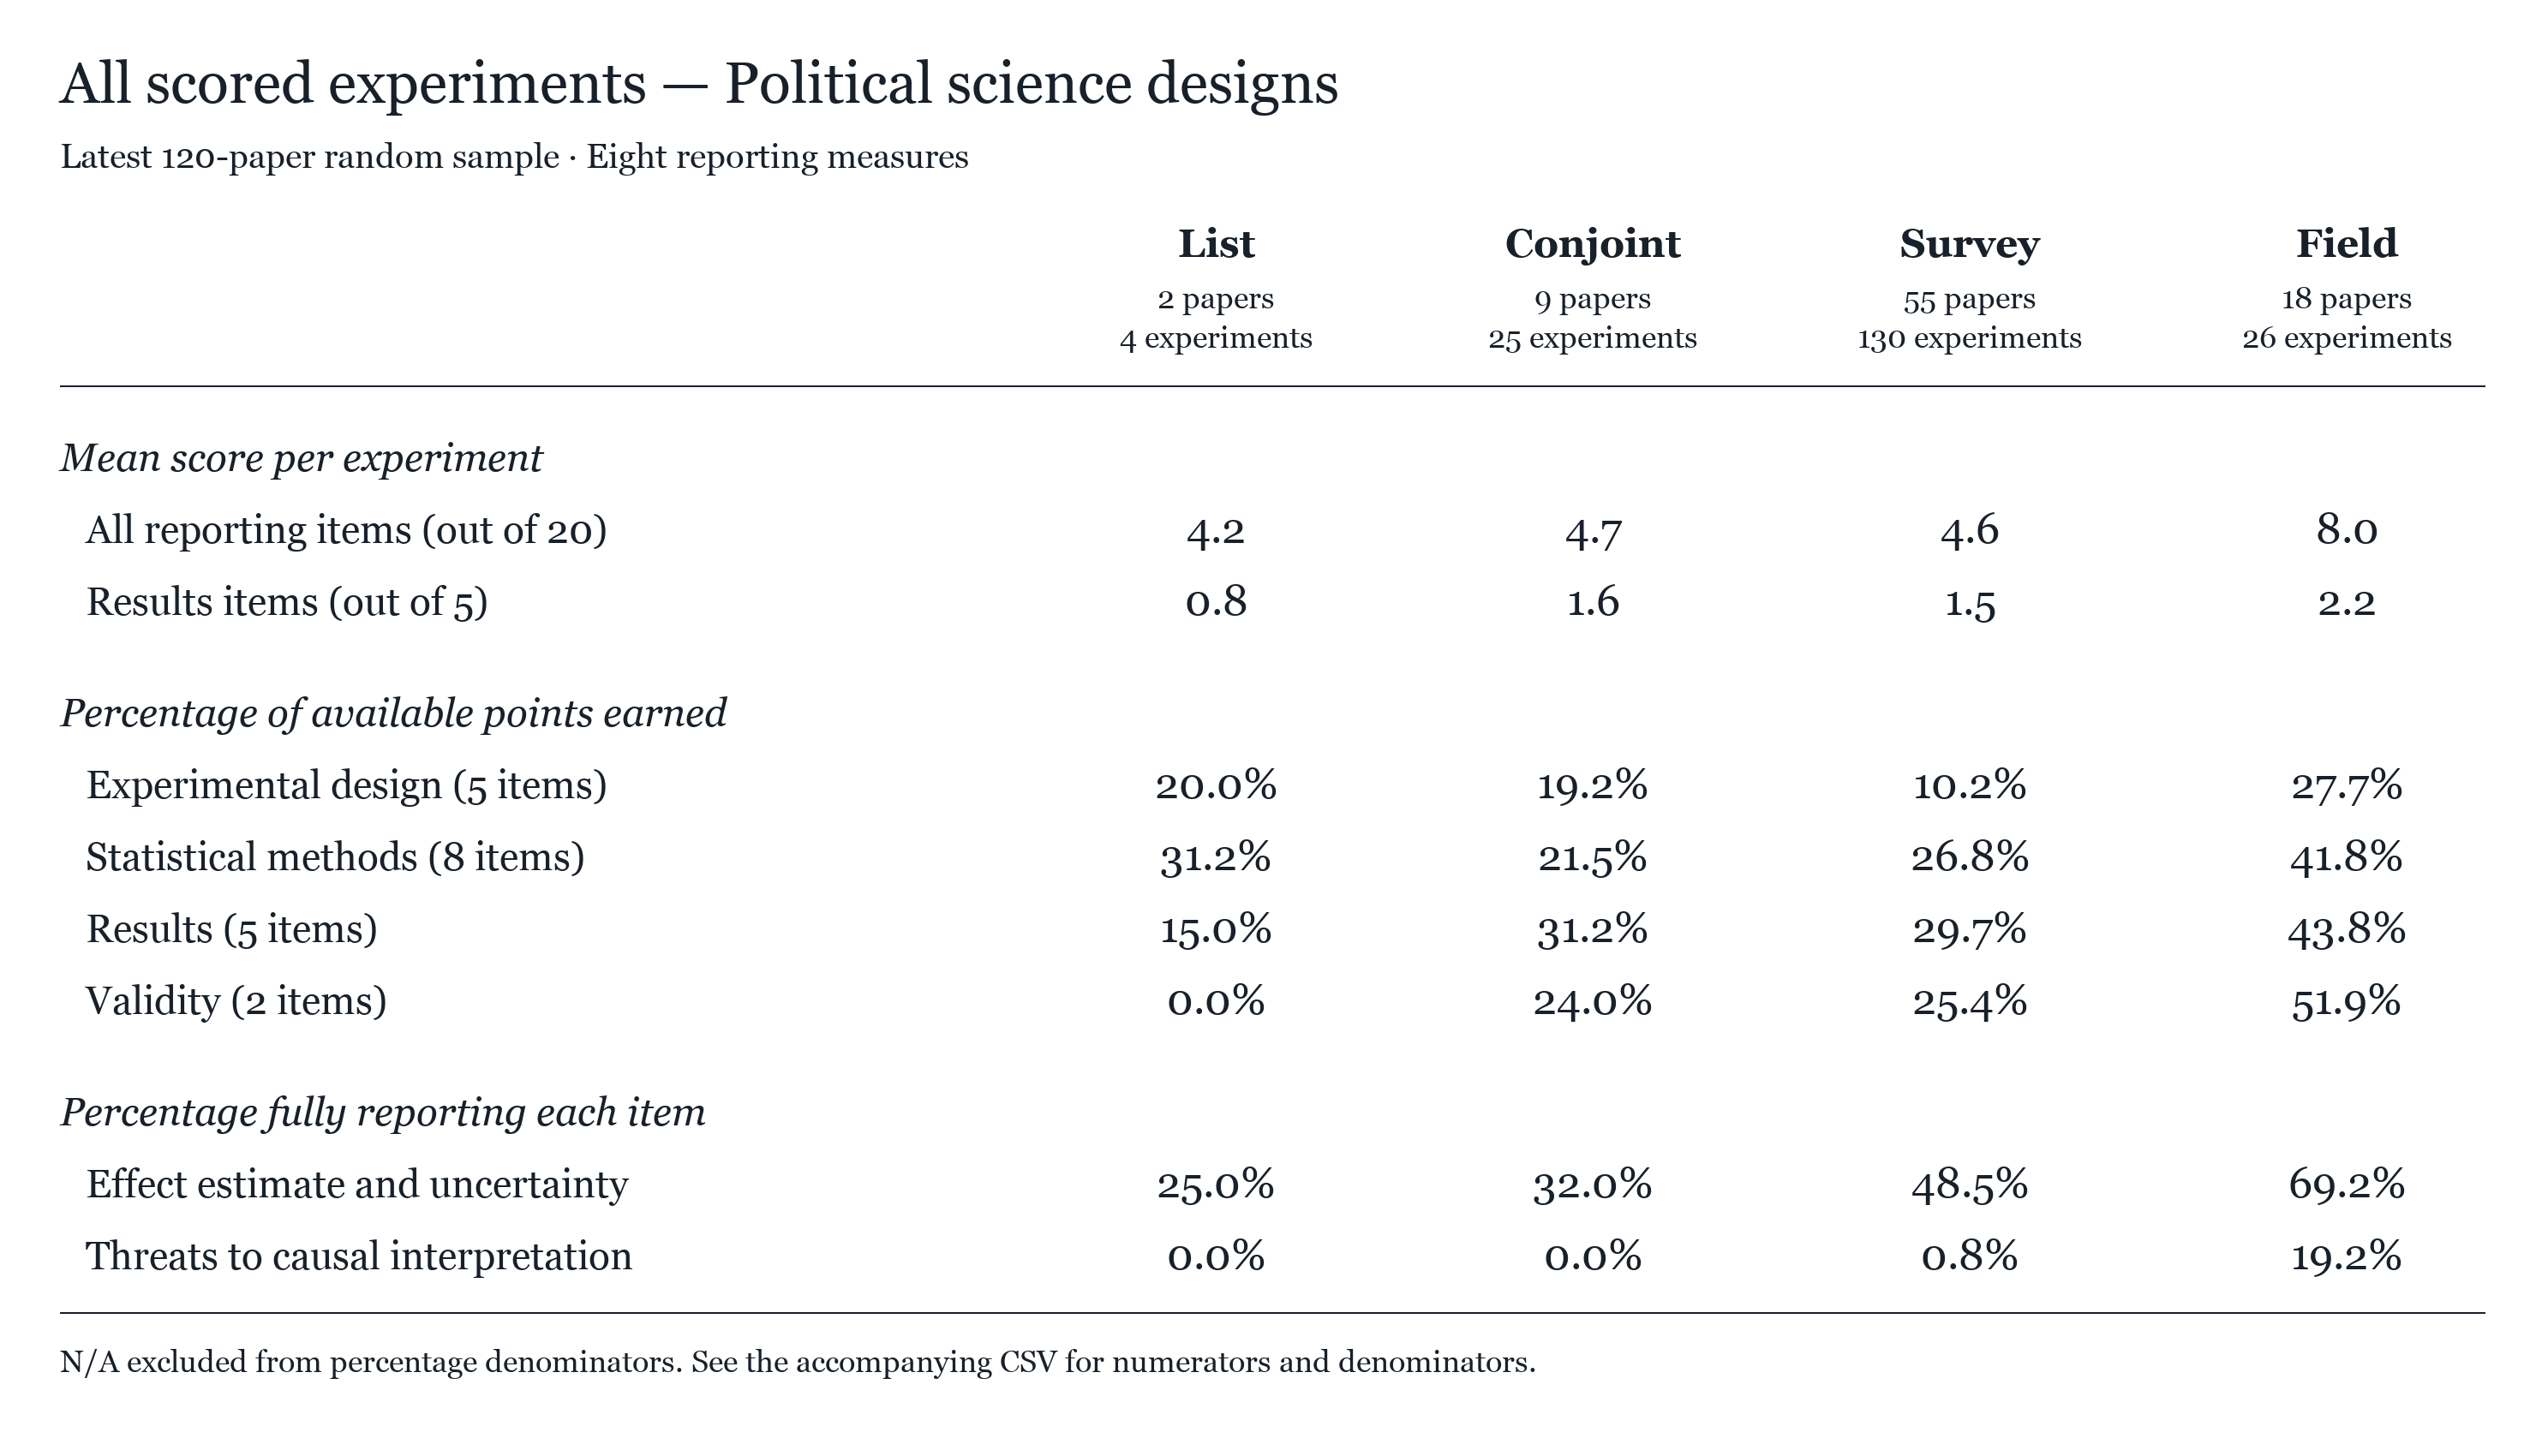 All scored experiments — Political science designs
Latest 120-paper random sample · Eight reporting measures
List Conjoint Survey Field
2 papers 9 papers 55 papers 18 papers
4 experiments 25 experiments 130 experiments 26 experiments
Mean score per experiment
All reporting items (out of 20) 4.2 4.7 4.6 8.0
Results items (out of 5) 0.8 1.6 1.5 2.2
Percentage of available points earned
Experimental design (5 items) 20.0% 19.2% 10.2% 27.7%
Statistical methods (8 items) 31.2% 21.5% 26.8% 41.8%
Results (5 items) 15.0% 31.2% 29.7% 43.8%
Validity (2 items) 0.0% 24.0% 25.4% 51.9%
Percentage fully reporting each item
Effect estimate and uncertainty 25.0% 32.0% 48.5% 69.2%
Threats to causal interpretation 0.0% 0.0% 0.8% 19.2%
N/A excluded from percentage denominators. See the accompanying CSV for numerators and denominators.